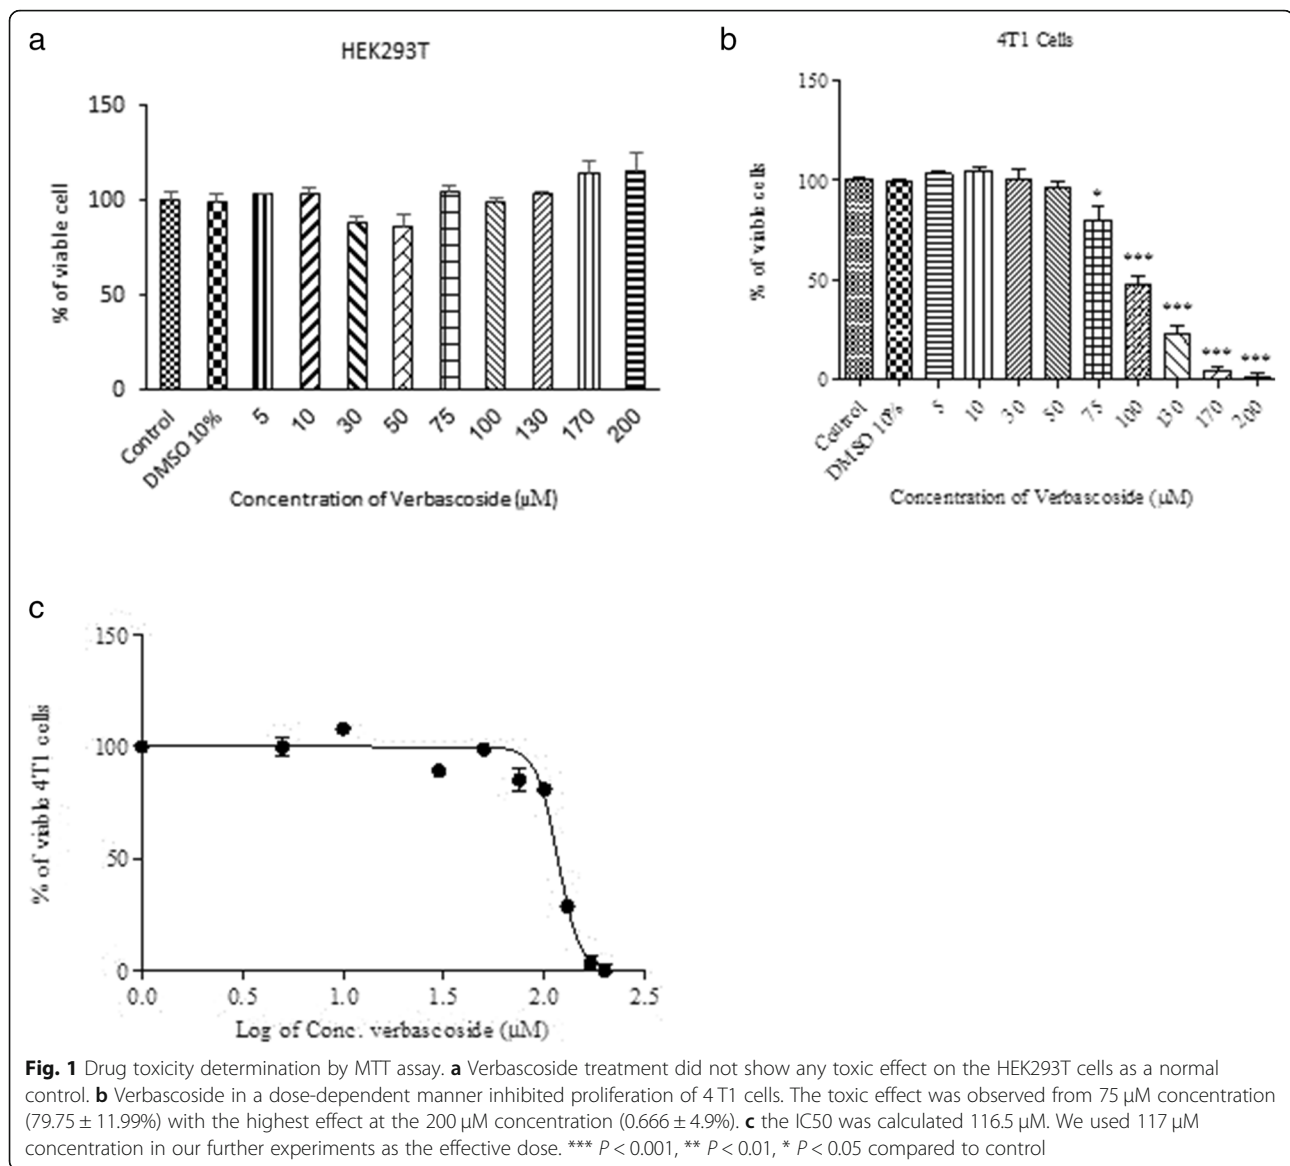 a
HEK293T
150
100
50
0
% of viable cell
Control
DMSO 10%
5
10
30
50
75
100
130
170
200
Concentration of Verbascoside (µM)
b
4T1 Cells
150
100
50
0
% of viable cells
*
***
***
***
***
Control
DMSO 10%
5
10
30
50
75
100
130
170
200
Concentration of Verbascoside (µM)
c
150
100
50
0
% of viable 4T1 cells
0.0
0.5
1.0
1.5
2.0
2.5
Log of Conc. verbascoside (µM)
Fig. 1 Drug toxicity determination by MTT assay. a Verbascoside treatment did not show any toxic effect on the HEK293T cells as a normal
control. b Verbascoside in a dose-dependent manner inhibited proliferation of 4 T1 cells. The toxic effect was observed from 75 µM concentration
(79.75 ± 11.99%) with the highest effect at the 200 µM concentration (0.666 ± 4.9%). c the IC50 was calculated 116.5 µM. We used 117 µM
concentration in our further experiments as the effective dose. *** P < 0.001, ** P < 0.01, * P < 0.05 compared to control